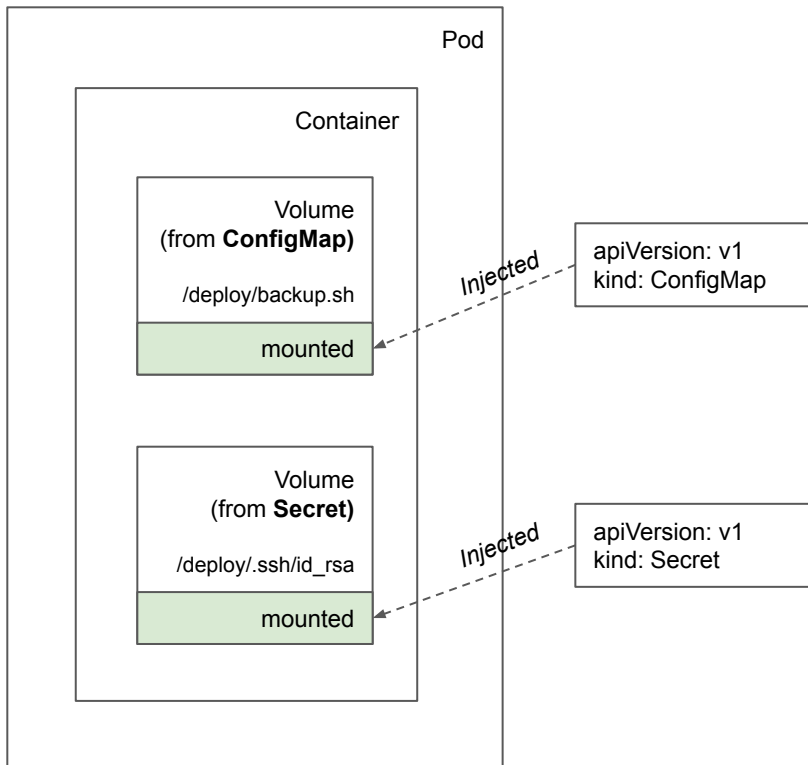 Pod
Container
Volume
(from ConfigMap)
/deploy/backup.sh
mounted
Injected
apiVersion: v1
kind: ConfigMap
Volume
(from Secret)
/deploy/.ssh/id_rsa
mounted
Injected
apiVersion: v1
kind: Secret